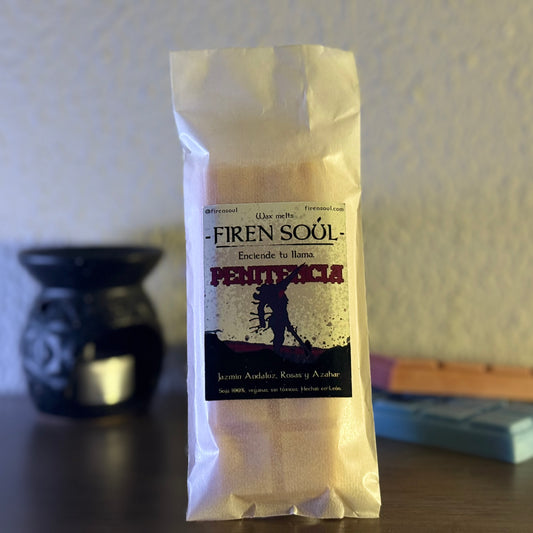 @firensoul firensoul.com
Wax melts
-FIREN SOUL-
Enciende tu llama.
PENITENCIA
Jazmín Andaluz, Rosas y Azahar
Soja 100%, veganas, sin tóxicos, Hechas en León.